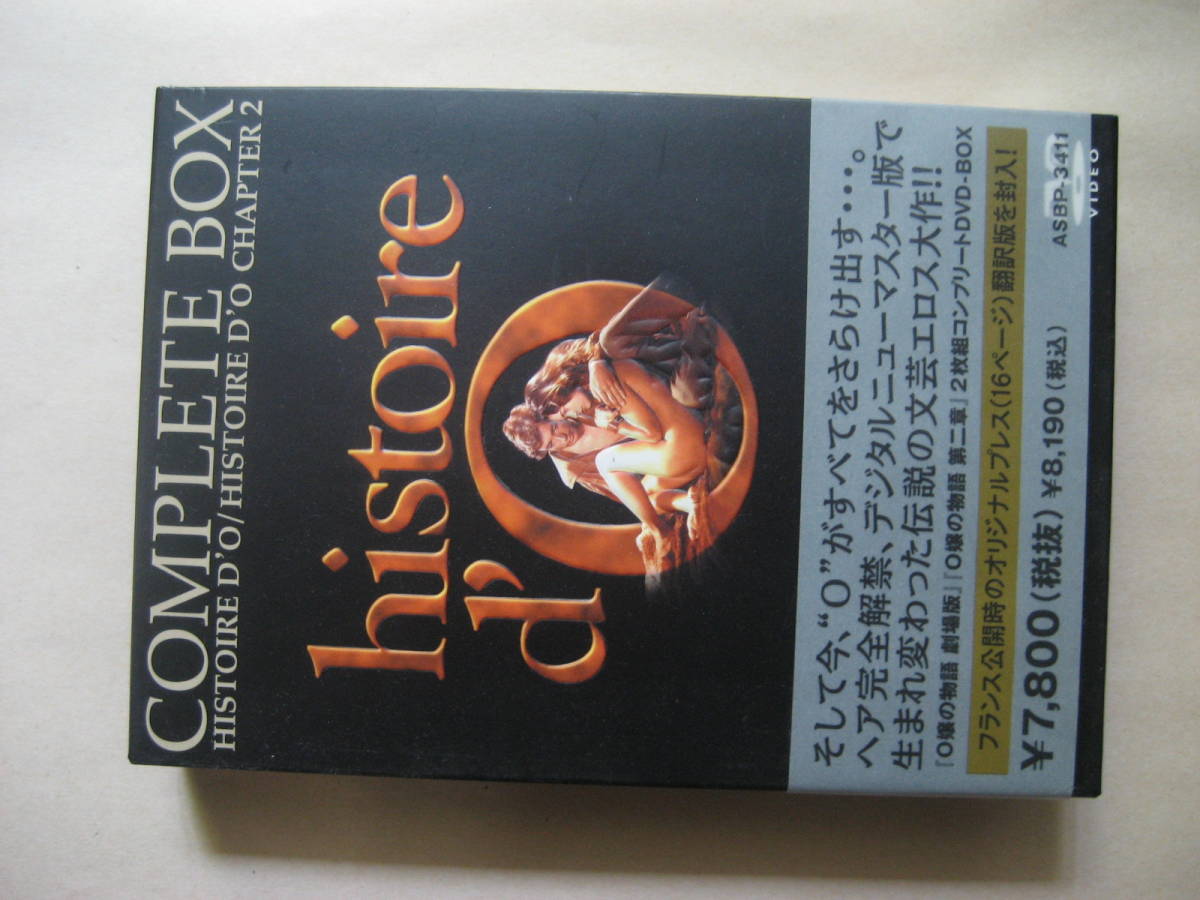 COMPLETE BOX
HISTOIRE D'O/HISTOIRE D'O CHAPTER 2
histoire
d'O
そして今、“O”がすべてをさらけ出す・・・。
ヘア完全解禁、デジタルニューマスター版で
生まれ変わった伝説の文芸エロス大作!!
『O嬢の物語 劇場版』『O嬢の物語 第二章』2枚組コンプリートDVD-BOX
フランス公開時のオリジナルプレス(16ページ)翻訳版を封入!
¥7,800(税抜) ¥8,190(税込)
ASBP-3411
VIDEO